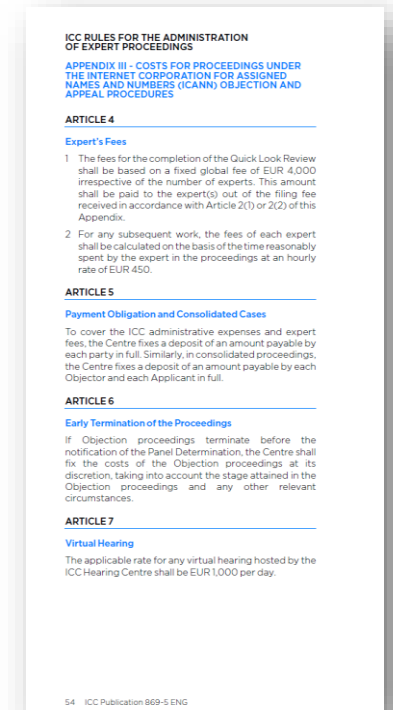 ICC RULES FOR THE ADMINISTRATION
OF EXPERT PROCEEDINGS
APPENDIX III - COSTS FOR PROCEEDINGS UNDER
THE INTERNET CORPORATION FOR ASSIGNED
NAMES AND NUMBERS (ICANN) OBJECTION AND
APPEAL PROCEDURES
ARTICLE 4
Expert's Fees
1 The fees for the completion of the Quick Look Review
shall be based on a fixed global fee of EUR 4,000
irrespective of the number of experts. This amount
shall be paid to the expert(s) out of the filing fee
received in accordance with Article 2(1) or 2(2) of this
Appendix.
2 For any subsequent work, the fees of each expert
shall be calculated on the basis of the time reasonably
spent by the expert in the proceedings at an hourly
rate of EUR 450.
ARTICLE 5
Payment Obligation and Consolidated Cases
To cover the ICC administrative expenses and expert
fees, the Centre fixes a deposit of an amount payable by
each party in full. Similarly, in consolidated proceedings,
the Centre fixes a deposit of an amount payable by each
Objector and each Applicant in full.
ARTICLE 6
Early Termination of the Proceedings
If Objection proceedings terminate before the
notification of the Panel Determination, the Centre shall
fix the costs of the Objection proceedings at its
discretion, taking into account the stage attained in the
Objection proceedings and any other relevant
circumstances.
ARTICLE 7
Virtual Hearing
The applicable rate for any virtual hearing hosted by the
ICC Hearing Centre shall be EUR 1,000 per day.
54 ICC Publication 869-5 ENG